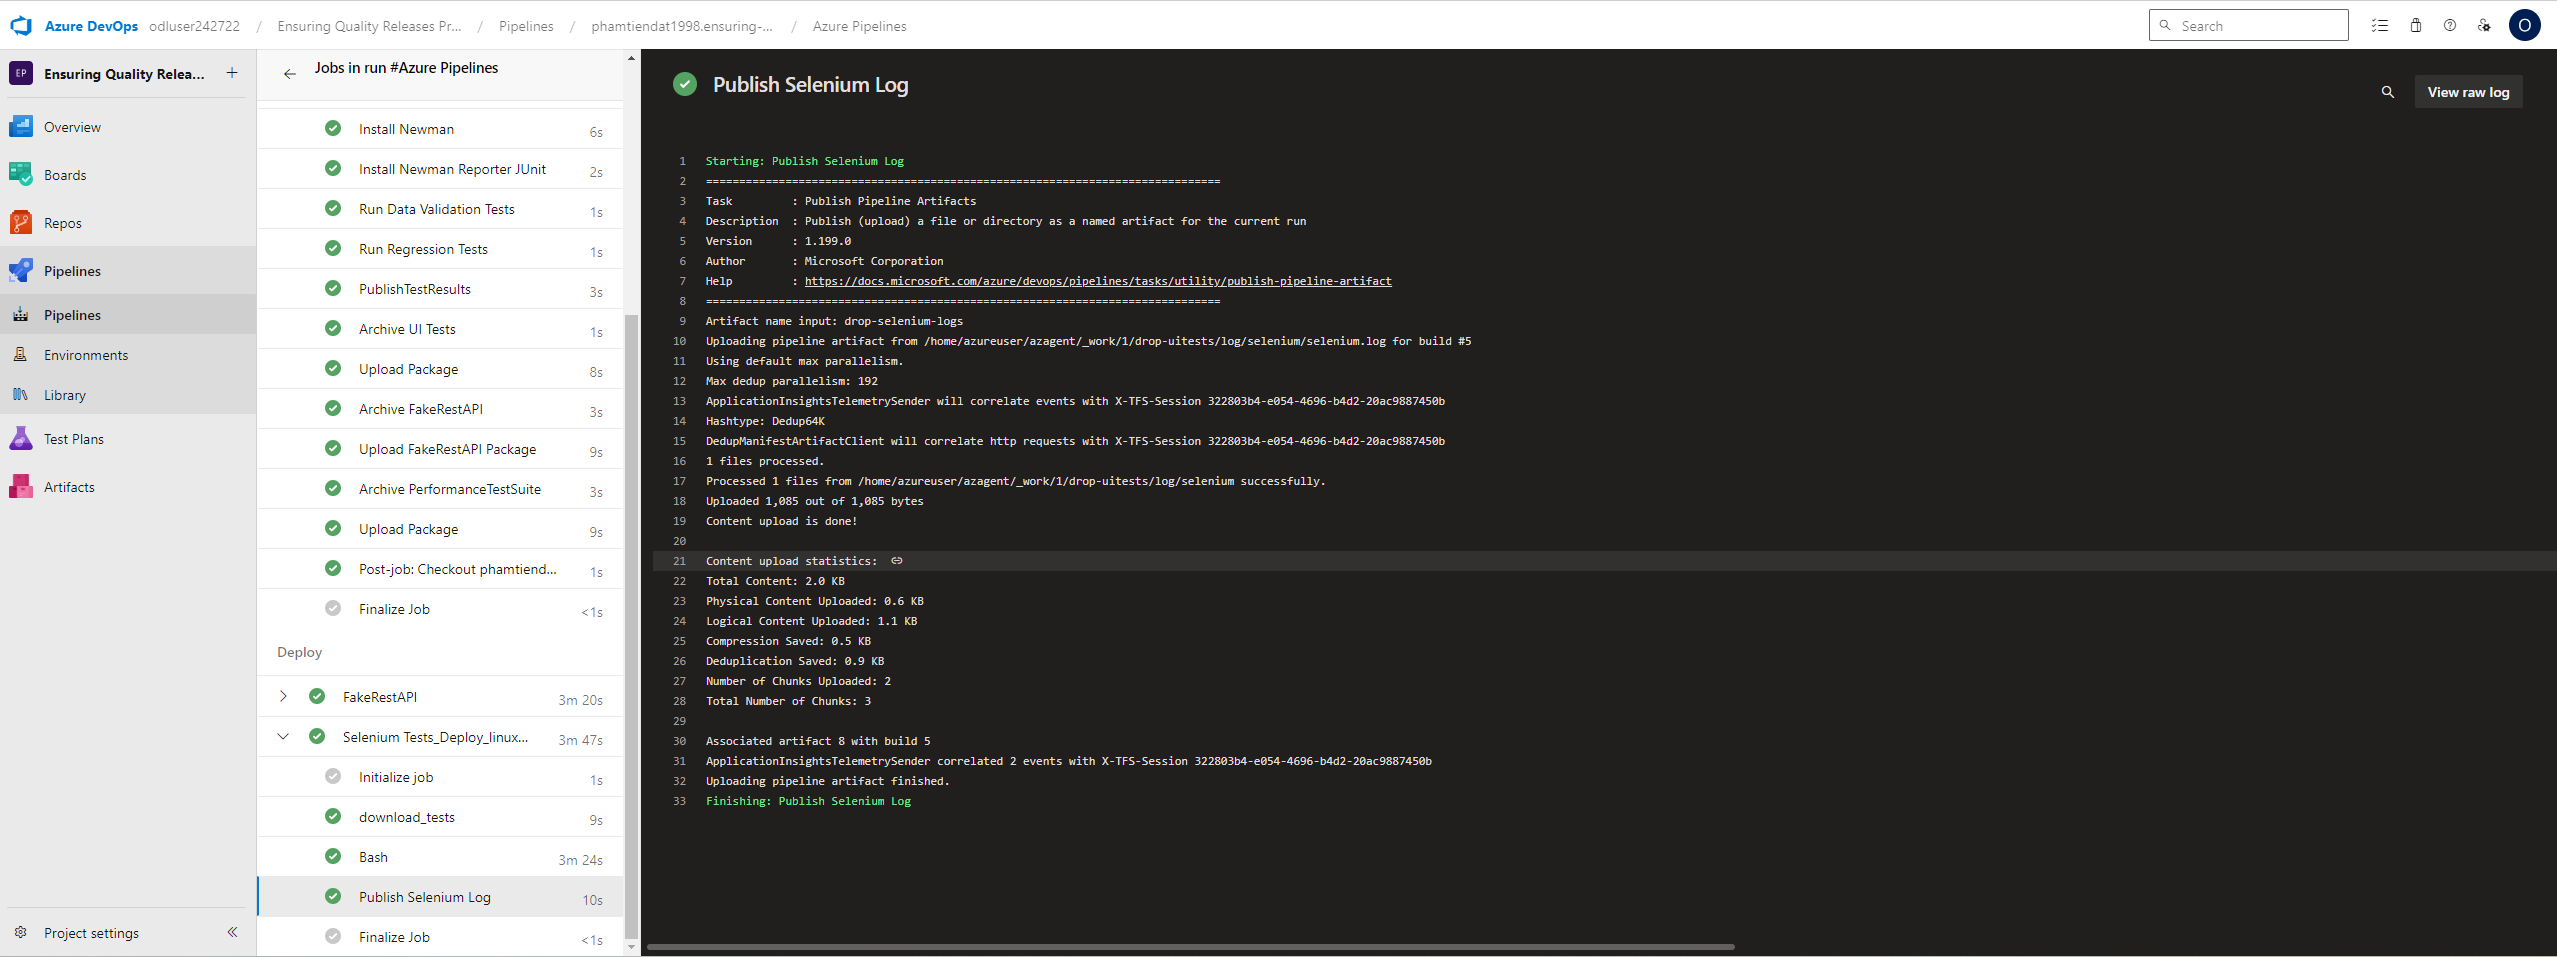 Azure DevOps odluser242722 / Ensuring Quality Releases Pr... / Pipelines / phamtiendat1998.ensuring-... / Azure Pipelines
Search
O
EP Ensuring Quality Relea... +
Overview
Boards
Repos
Pipelines
Pipelines
Environments
Library
Test Plans
Artifacts
Project settings
Jobs in run #Azure Pipelines
Install Newman 6s
Install Newman Reporter JUnit 2s
Run Data Validation Tests 1s
Run Regression Tests 1s
PublishTestResults 3s
Archive UI Tests 1s
Upload Package 8s
Archive FakeRestAPI 3s
Upload FakeRestAPI Package 9s
Archive PerformanceTestSuite 3s
Upload Package 9s
Post-job: Checkout phamtiend... 1s
Finalize Job <1s
Deploy
FakeRestAPI 3m 20s
Selenium Tests_Deploy_linux... 3m 47s
Initialize job 1s
download_tests 9s
Bash 3m 24s
Publish Selenium Log 10s
Finalize Job <1s
Publish Selenium Log
View raw log
1 Starting: Publish Selenium Log
2 ==============================================================================
3 Task : Publish Pipeline Artifacts
4 Description : Publish (upload) a file or directory as a named artifact for the current run
5 Version : 1.199.0
6 Author : Microsoft Corporation
7 Help : https://docs.microsoft.com/azure/devops/pipelines/tasks/utility/publish-pipeline-artifact
8 ==============================================================================
9 Artifact name input: drop-selenium-logs
10 Uploading pipeline artifact from /home/azureuser/azagent/_work/1/drop-uitests/log/selenium/selenium.log for build #5
11 Using default max parallelism.
12 Max dedup parallelism: 192
13 ApplicationInsightsTelemetrySender will correlate events with X-TFS-Session 322803b4-e054-4696-b4d2-20ac9887450b
14 Hashtype: Dedup64K
15 DedupManifestArtifactClient will correlate http requests with X-TFS-Session 322803b4-e054-4696-b4d2-20ac9887450b
16 1 files processed.
17 Processed 1 files from /home/azureuser/azagent/_work/1/drop-uitests/log/selenium successfully.
18 Uploaded 1,085 out of 1,085 bytes
19 Content upload is done!
20
21 Content upload statistics:
22 Total Content: 2.0 KB
23 Physical Content Uploaded: 0.6 KB
24 Logical Content Uploaded: 1.1 KB
25 Compression Saved: 0.5 KB
26 Deduplication Saved: 0.9 KB
27 Number of Chunks Uploaded: 2
28 Total Number of Chunks: 3
29
30 Associated artifact 8 with build 5
31 ApplicationInsightsTelemetrySender correlated 2 events with X-TFS-Session 322803b4-e054-4696-b4d2-20ac9887450b
32 Uploading pipeline artifact finished.
33 Finishing: Publish Selenium Log